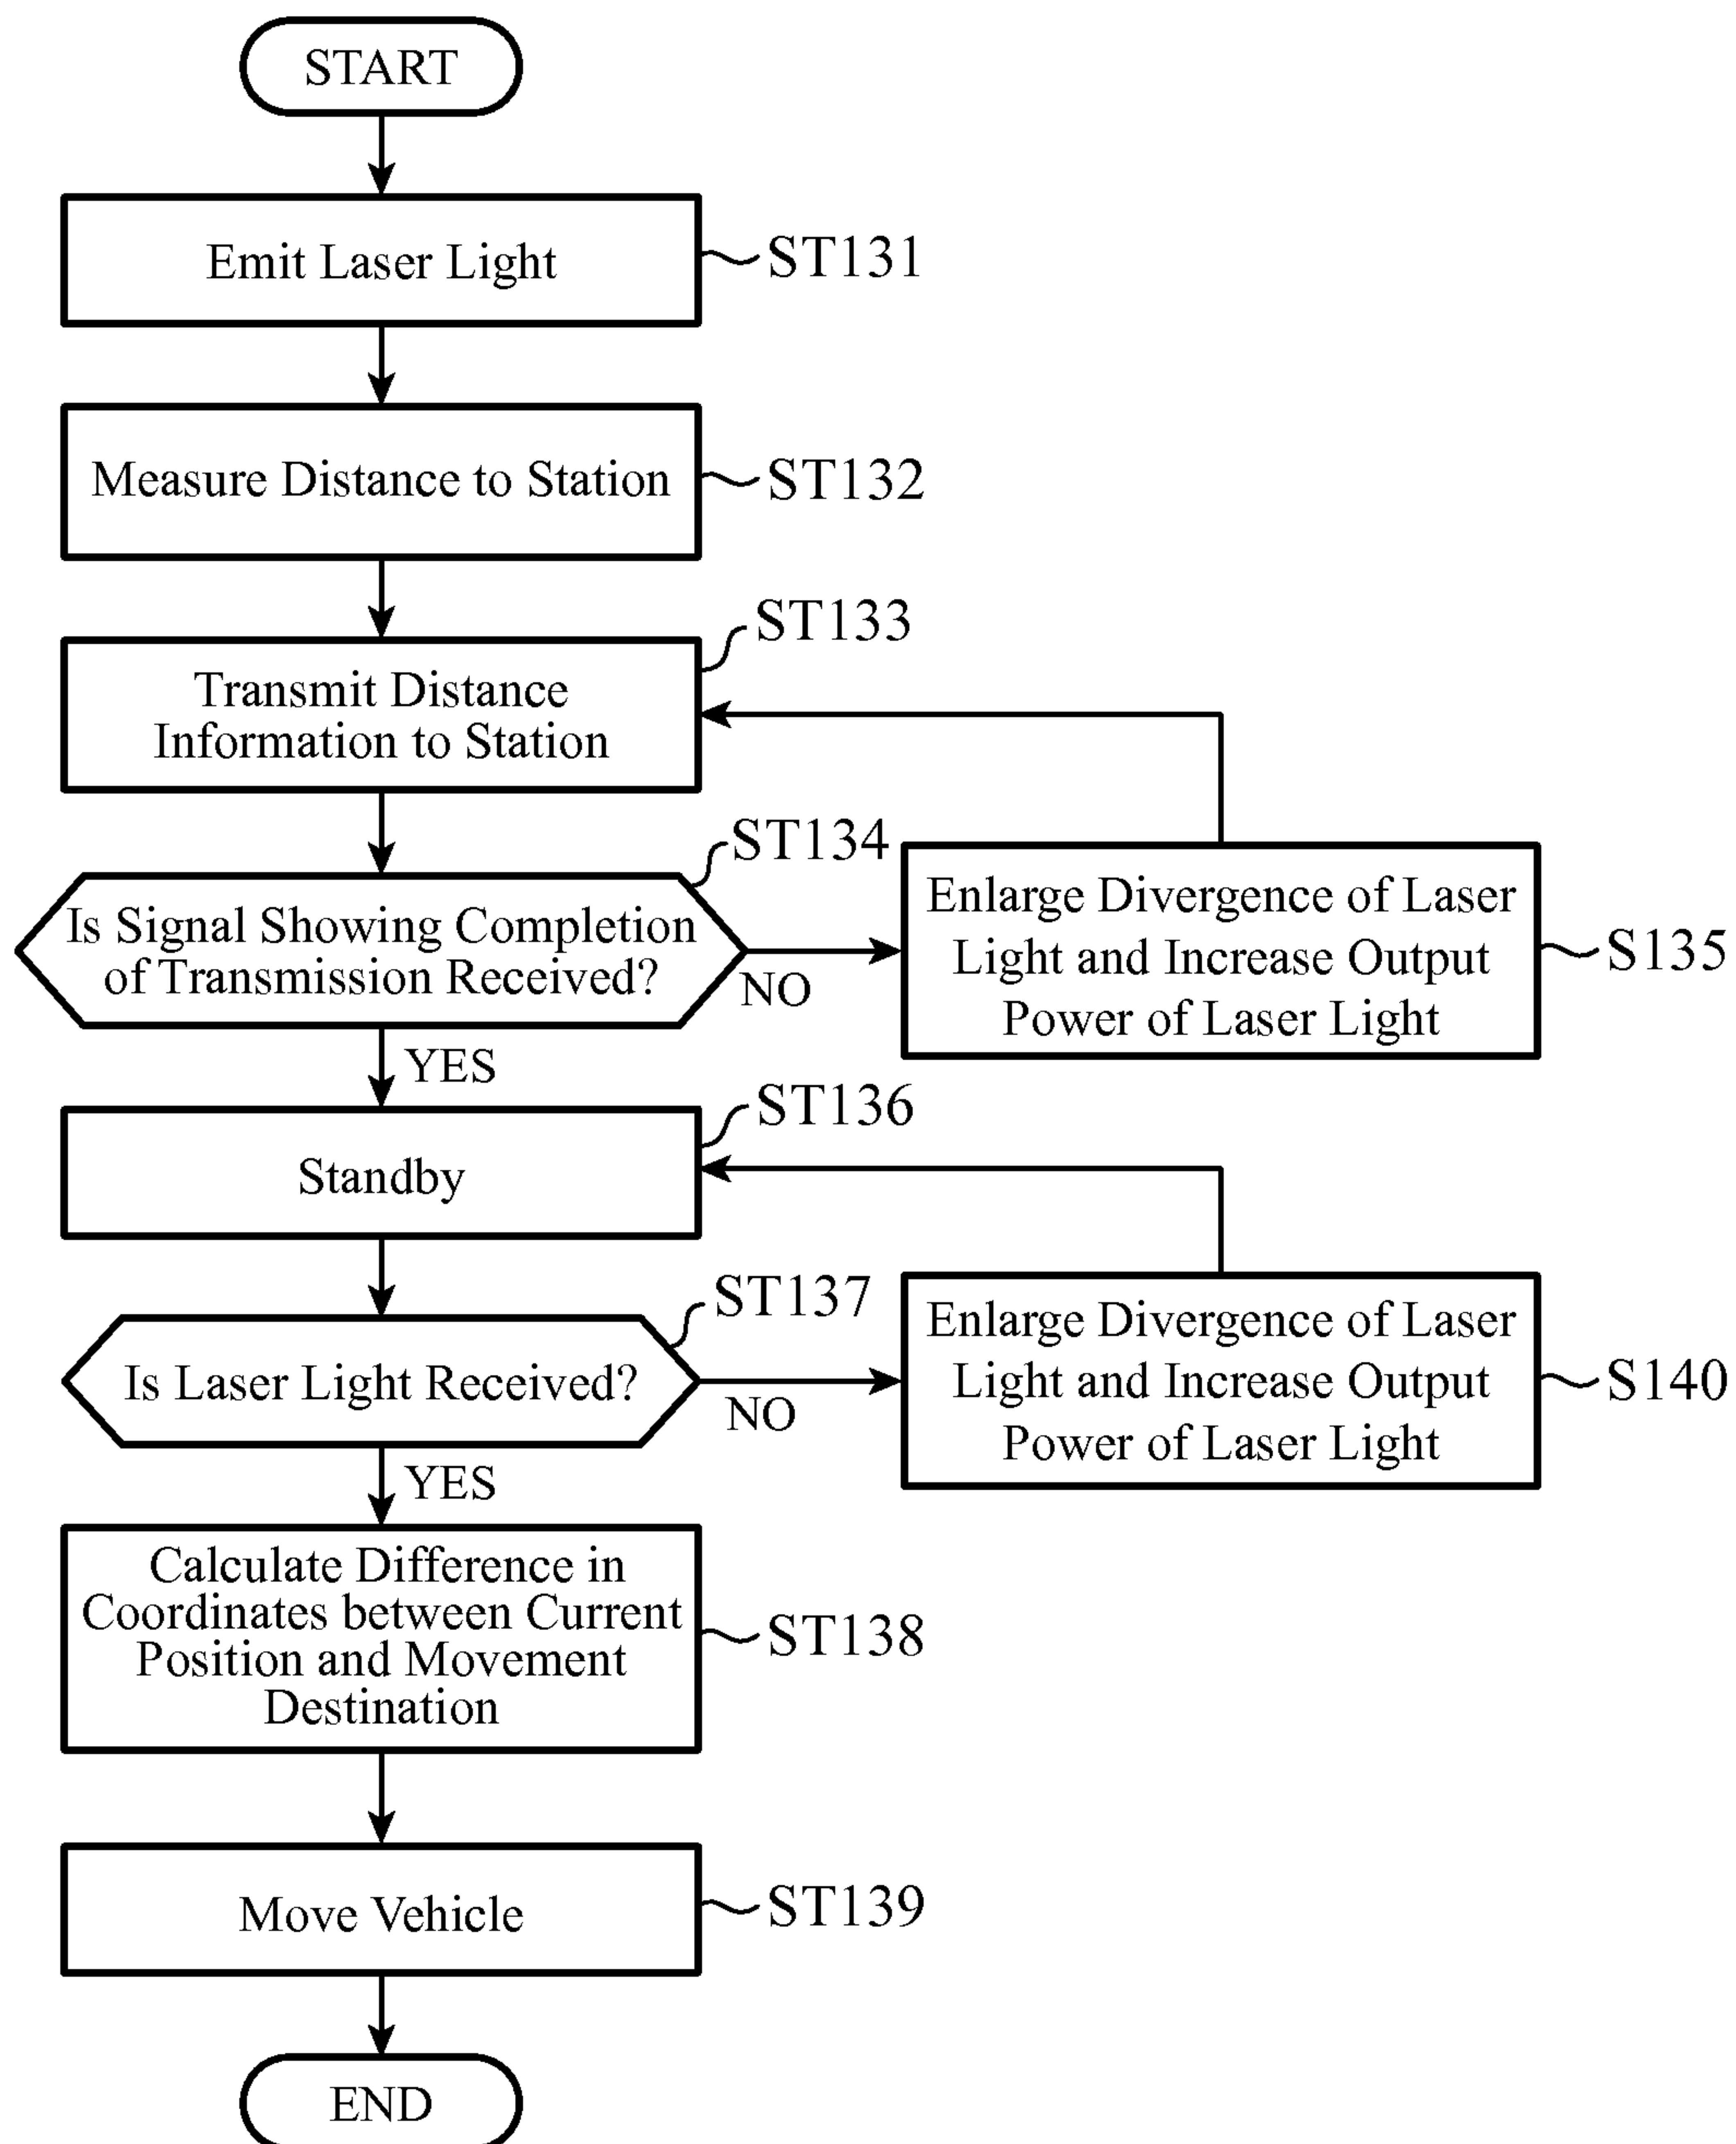 START
Emit Laser Light
ST131
Measure Distance to Station
ST132
ST133
Transmit Distance
Information to Station
ST134
Is Signal Showing Completion
of Transmission Received?
NO
Enlarge Divergence of Laser
Light and Increase Output
Power of Laser Light
S135
YES
ST136
Standby
ST137
Is Laser Light Received?
NO
Enlarge Divergence of Laser
Light and Increase Output
Power of Laser Light
S140
YES
Calculate Difference in
Coordinates between Current
Position and Movement
Destination
ST138
Move Vehicle
ST139
END